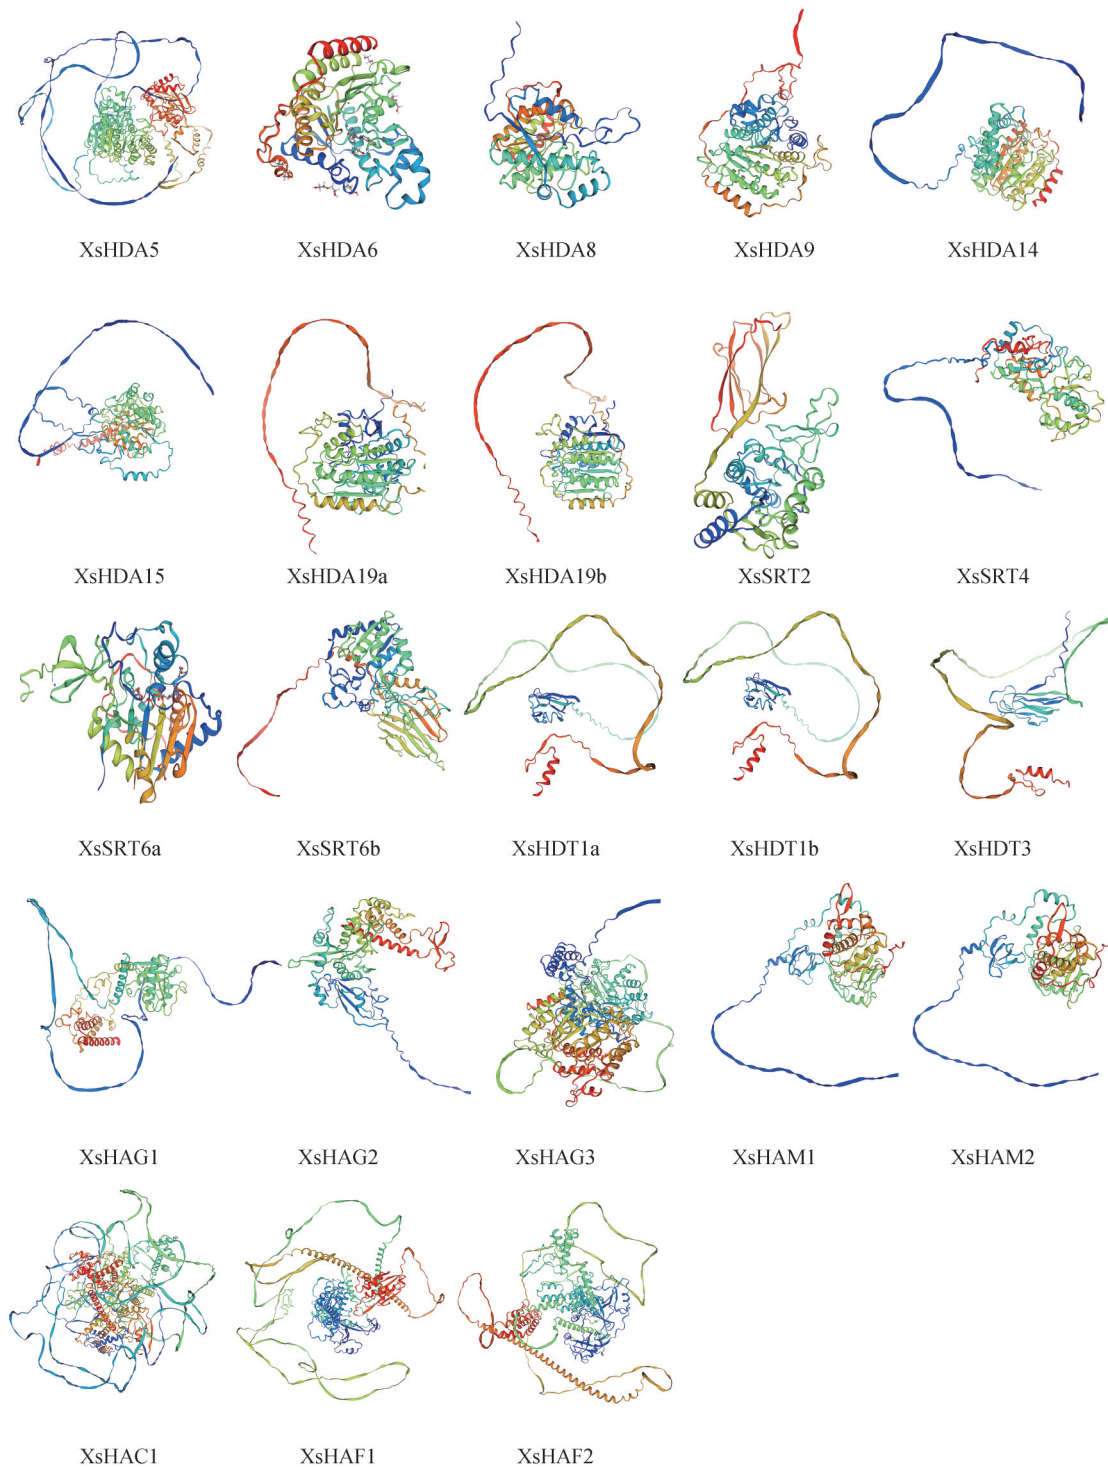 XsHDA5 XsHDA6 XsHDA8 XsHDA9 XsHDA14
XsHDA15 XsHDA19a XsHDA19b XsSRT2 XsSRT4
XsSRT6a XsSRT6b XsHDT1a XsHDT1b XsHDT3
XsHAG1 XsHAG2 XsHAG3 XsHAM1 XsHAM2
XsHAC1 XsHAF1 XsHAF2